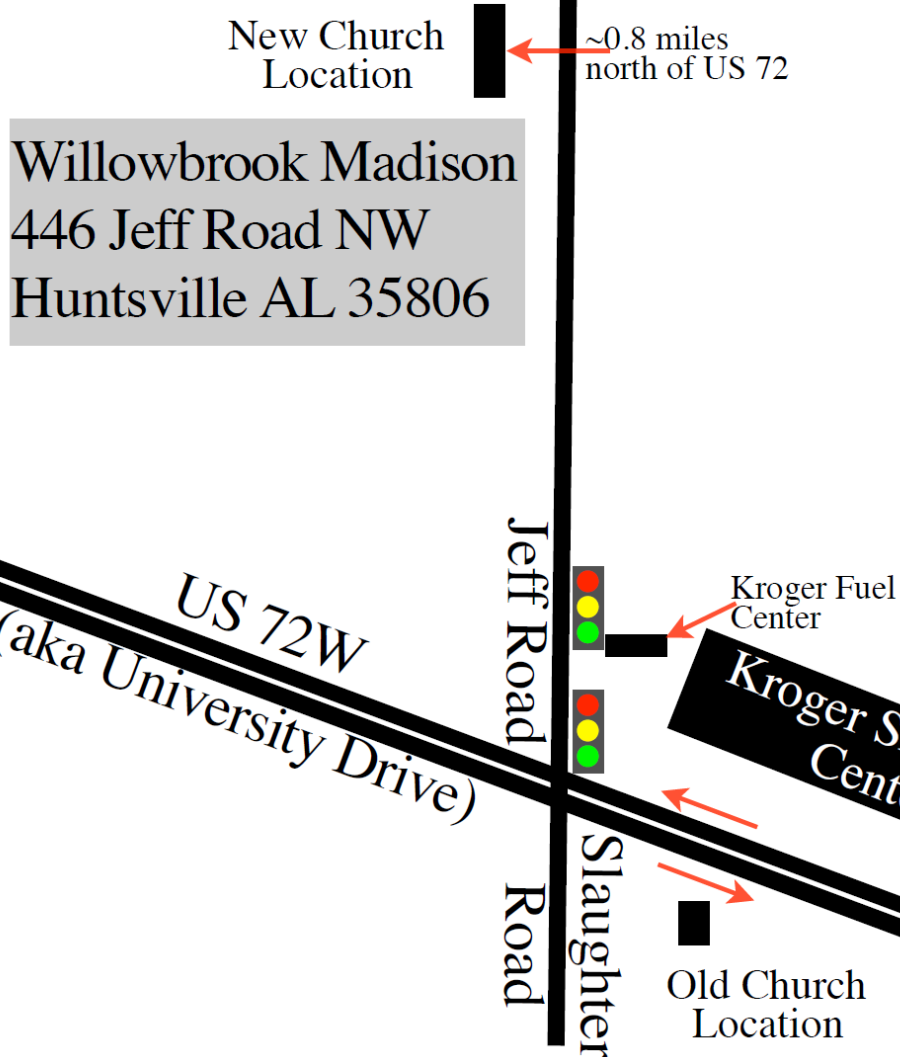 New Church
Location
~0.8 miles
north of US 72
Willowbrook Madison
446 Jeff Road NW
Huntsville AL 35806
Jeff Road
US 72W
(aka University Drive)
Kroger Fuel
Center
Kroger
Slaughter
Road
Old Church
Location